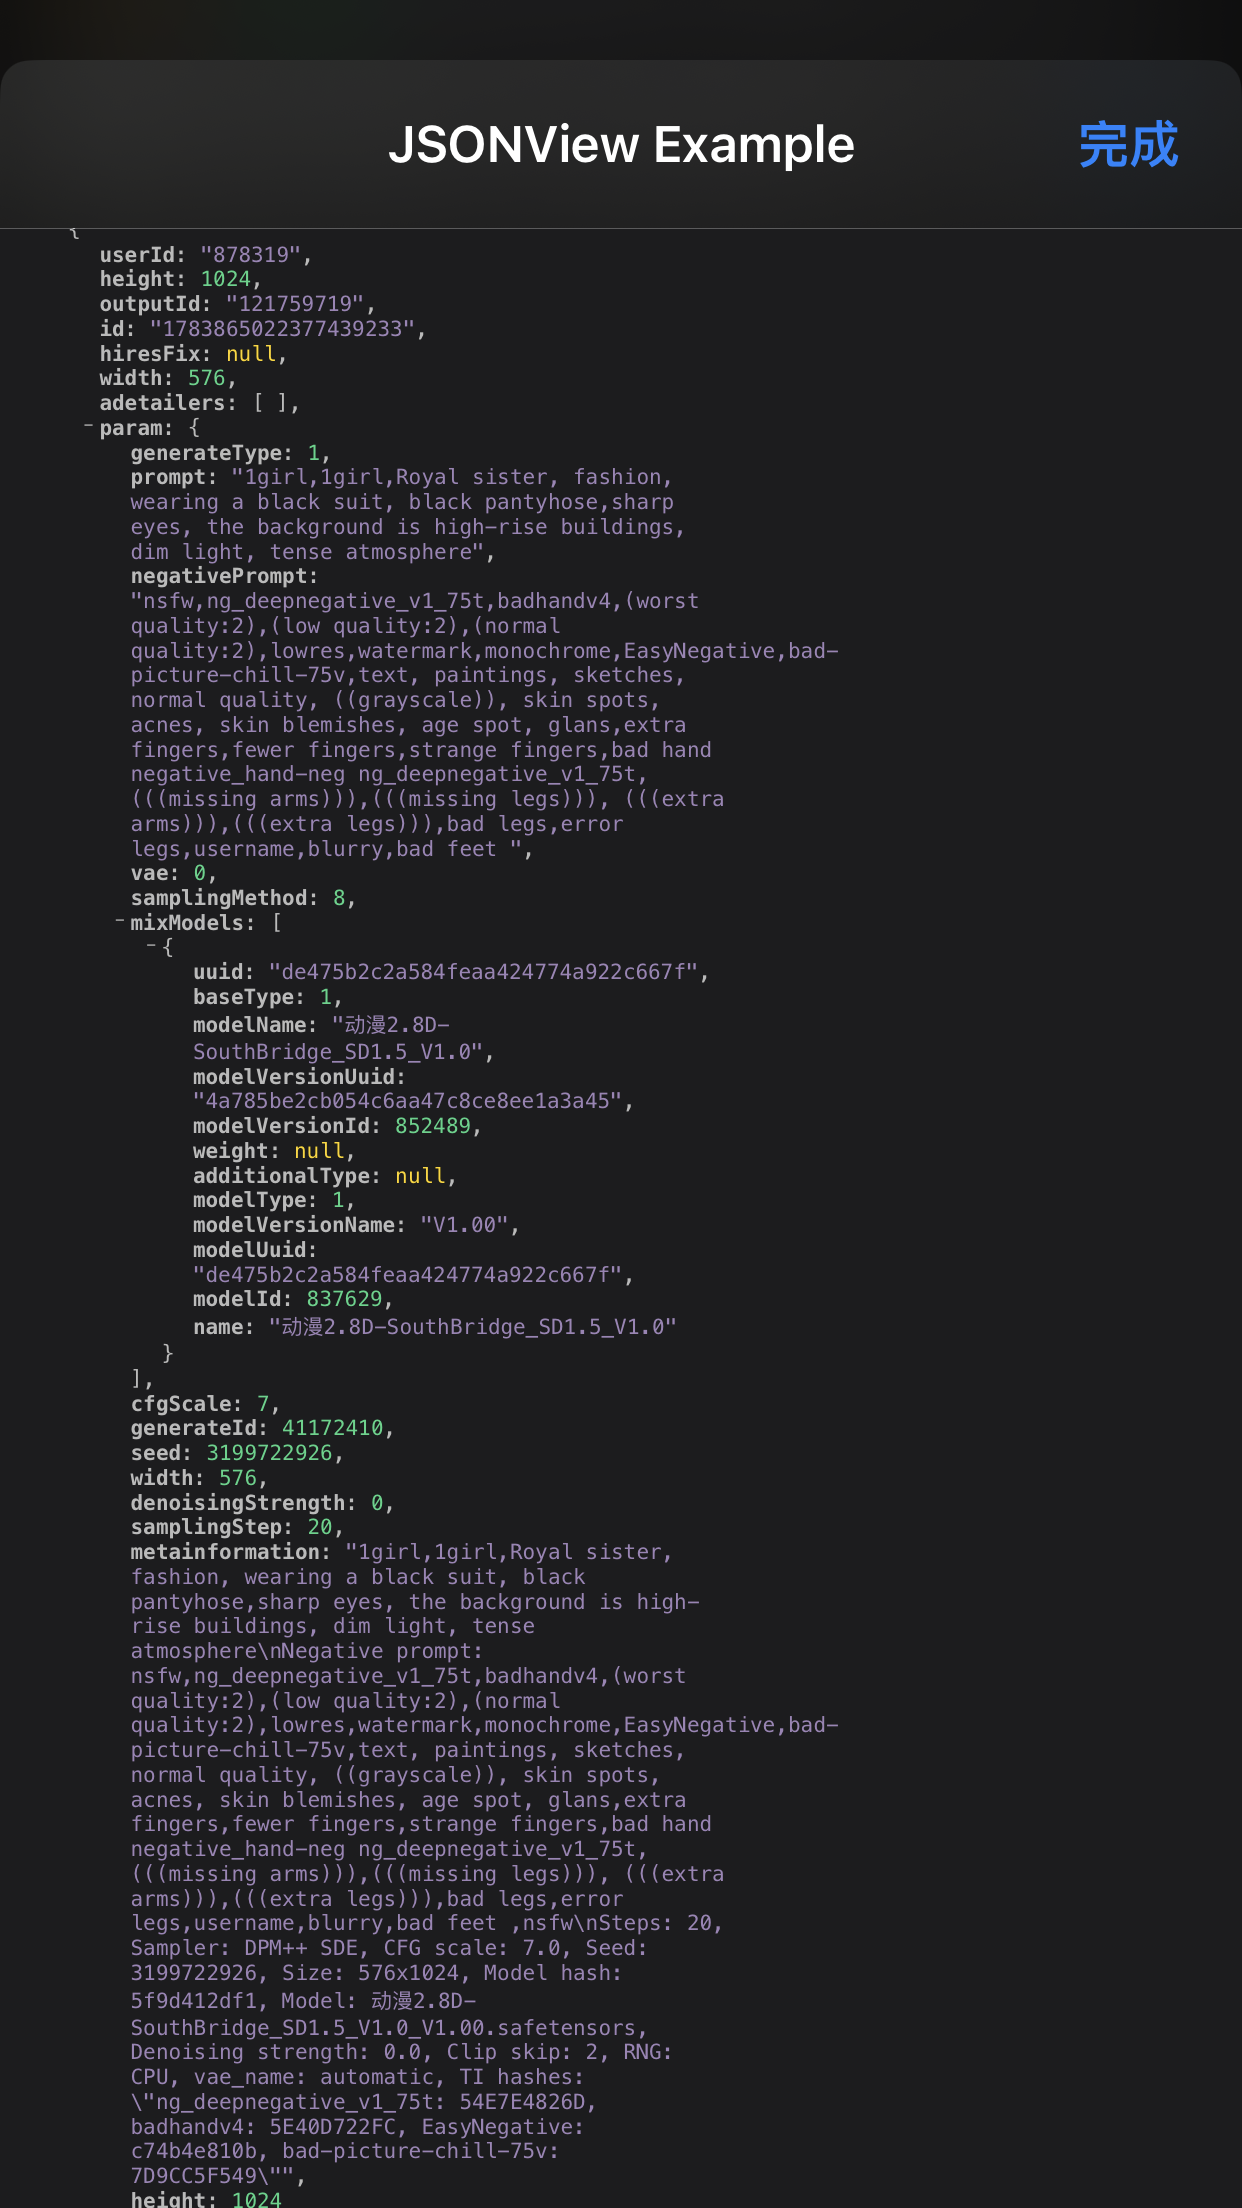 JSONView Example
完成
{
userId: "878319",
height: 1024,
outputId: "121759719",
id: "1783865022377439233",
hiresFix: null,
width: 576,
adetailers: [ ],
- param: {
generateType: 1,
prompt: "1girl,1girl,Royal sister, fashion,
wearing a black suit, black pantyhose,sharp
eyes, the background is high-rise buildings,
dim light, tense atmosphere",
negativePrompt:
"nsfw,ng_deepnegative_v1_75t,badhandv4,(worst
quality:2),(low quality:2),(normal
quality:2),lowres,watermark,monochrome,EasyNegative,bad-
picture-chill-75v,text, paintings, sketches,
normal quality, ((grayscale)), skin spots,
acnes, skin blemishes, age spot, glans,extra
fingers,fewer fingers,strange fingers,bad hand
negative_hand-neg ng_deepnegative_v1_75t,
(((missing arms))),(((missing legs))), (((extra
arms))),(((extra legs))),bad legs,error
legs,username,blurry,bad feet ",
vae: 0,
samplingMethod: 8,
- mixModels: [
- {
uuid: "de475b2c2a584feaa424774a922c667f",
baseType: 1,
modelName: "动漫2.8D-
SouthBridge_SD1.5_V1.0",
modelVersionUuid:
"4a785be2cb054c6aa47c8ce8ee1a3a45",
modelVersionId: 852489,
weight: null,
additionalType: null,
modelType: 1,
modelVersionName: "V1.00",
modelUuid:
"de475b2c2a584feaa424774a922c667f",
modelId: 837629,
name: "动漫2.8D-SouthBridge_SD1.5_V1.0"
}
],
cfgScale: 7,
generateId: 41172410,
seed: 3199722926,
width: 576,
denoisingStrength: 0,
samplingStep: 20,
metainformation: "1girl,1girl,Royal sister,
fashion, wearing a black suit, black
pantyhose,sharp eyes, the background is high-
rise buildings, dim light, tense
atmosphere\nNegative prompt:
nsfw,ng_deepnegative_v1_75t,badhandv4,(worst
quality:2),(low quality:2),(normal
quality:2),lowres,watermark,monochrome,EasyNegative,bad-
picture-chill-75v,text, paintings, sketches,
normal quality, ((grayscale)), skin spots,
acnes, skin blemishes, age spot, glans,extra
fingers,fewer fingers,strange fingers,bad hand
negative_hand-neg ng_deepnegative_v1_75t,
(((missing arms))),(((missing legs))), (((extra
arms))),(((extra legs))),bad legs,error
legs,username,blurry,bad feet ,nsfw\nSteps: 20,
Sampler: DPM++ SDE, CFG scale: 7.0, Seed:
3199722926, Size: 576x1024, Model hash:
5f9d412df1, Model: 动漫2.8D-
SouthBridge_SD1.5_V1.0_V1.00.safetensors,
Denoising strength: 0.0, Clip skip: 2, RNG:
CPU, vae_name: automatic, TI hashes:
\"ng_deepnegative_v1_75t: 54E7E4826D,
badhandv4: 5E40D722FC, EasyNegative:
c74b4e810b, bad-picture-chill-75v:
7D9CC5F549\"",
height: 1024